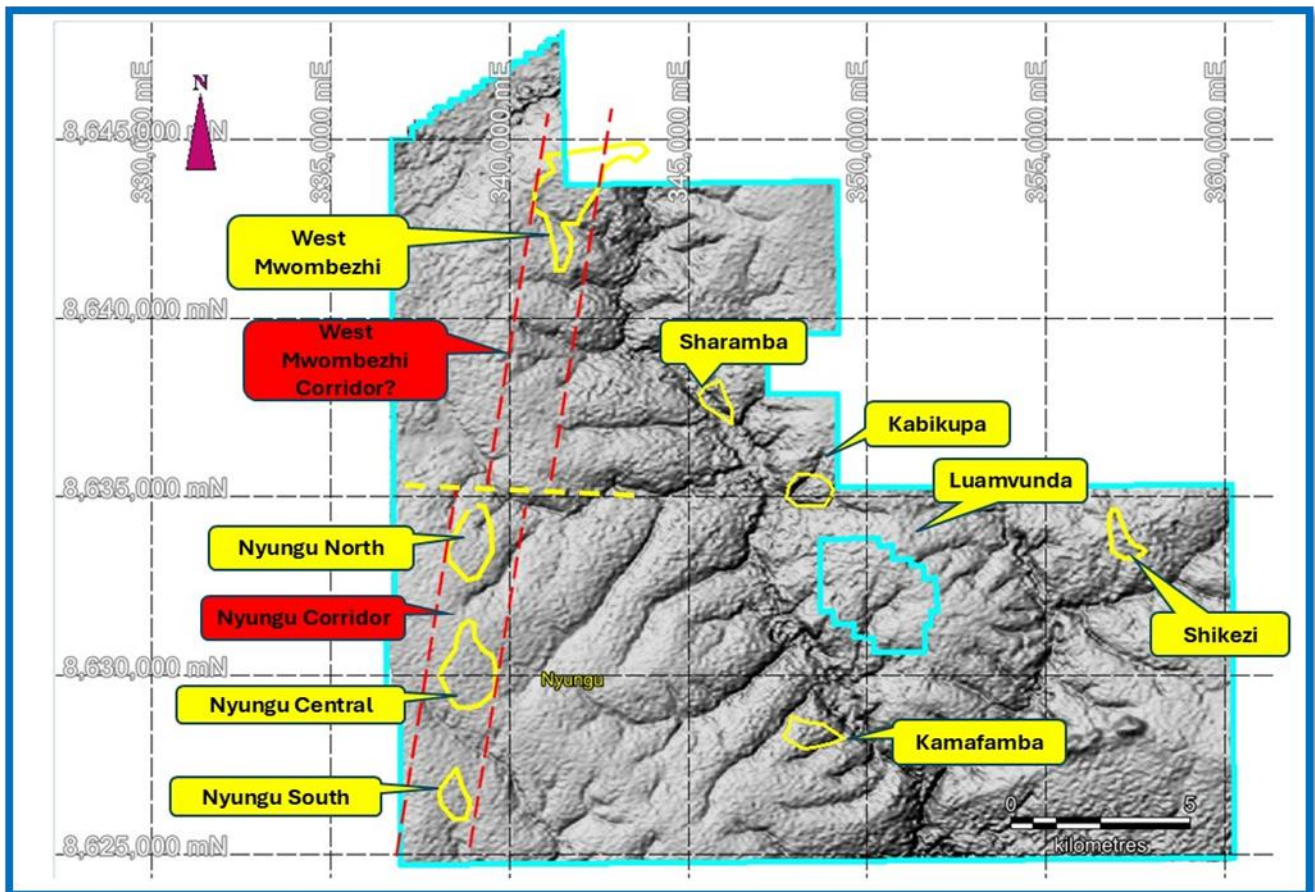 N
330,000 mE
335,000 mE
340,000 mE
345,000 mE
350,000 mE
355,000 mE
360,000 mE
8,645,000 mN
West
Mwombezhi
8,640,000 mN
West
Mwombezhi
Corridor?
Sharamba
Kabikupa
Luamvunda
8,635,000 mN
Nyungu North
Nyungu Corridor
Shikezi
8,630,000 mN
Nyungu
Nyungu Central
Kamafamba
Nyungu South
0 5
kilometres
8,625,000 mN